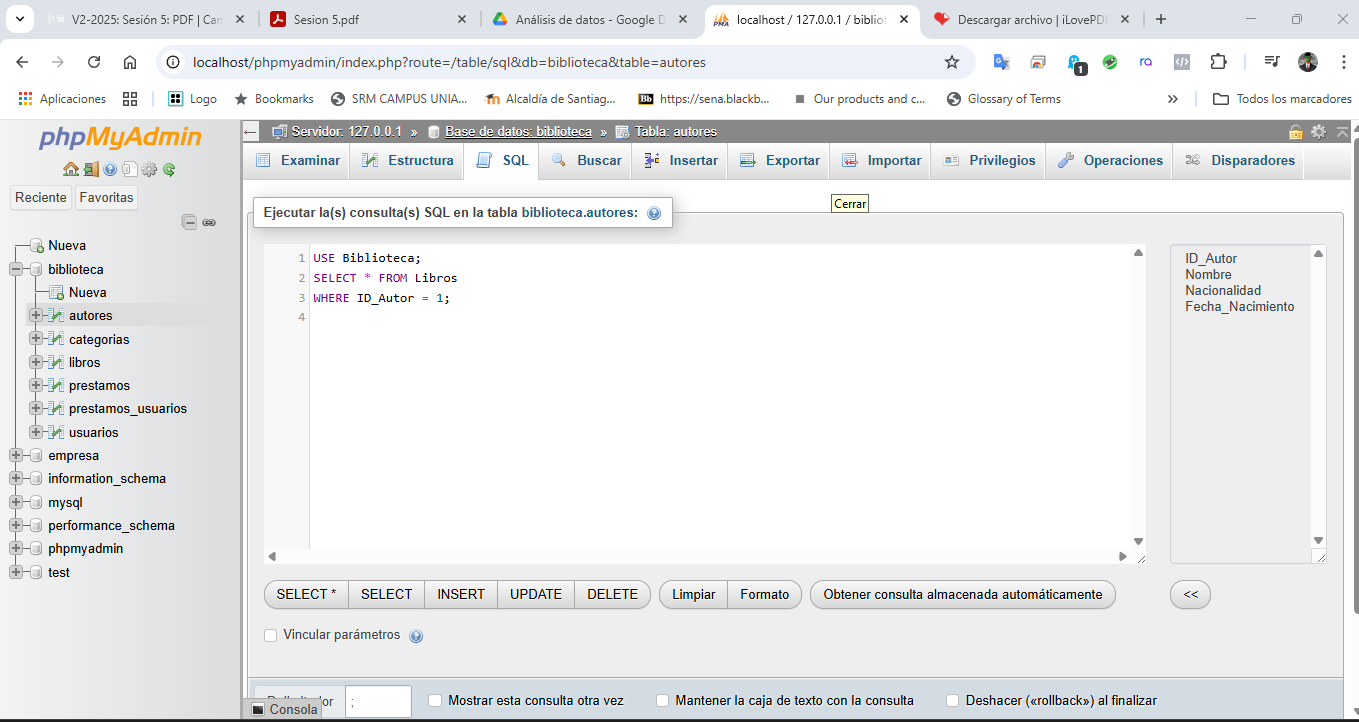 V2-2025: Sesión 5: PDF | Can
Sesion 5.pdf
Análisis de datos - Google D
localhost / 127.0.0.1 / bibliot
Descargar archivo | iLovePDF
localhost/phpmyadmin/index.php?route=/table/sql&db=biblioteca&table=autores
1
Aplicaciones
Logo
Bookmarks
SRM CAMPUS UNIA...
Alcaldía de Santiag...
Bb https://sena.blackb...
Our products and c...
Glossary of Terms
»
Todos los marcadores
phpMyAdmin
Reciente
Favoritas
Nueva
biblioteca
Nueva
autores
categorias
libros
prestamos
prestamos_usuarios
usuarios
empresa
information_schema
mysql
performance_schema
phpmyadmin
test
Servidor: 127.0.0.1 » Base de datos: biblioteca » Tabla: autores
Examinar
Estructura
SQL
Buscar
Insertar
Exportar
Importar
Privilegios
Operaciones
Disparadores
Cerrar
Ejecutar la(s) consulta(s) SQL en la tabla biblioteca.autores:
1 USE Biblioteca;
2 SELECT * FROM Libros
3 WHERE ID_Autor = 1;
4
ID_Autor
Nombre
Nacionalidad
Fecha_Nacimiento
SELECT *
SELECT
INSERT
UPDATE
DELETE
Limpiar
Formato
Obtener consulta almacenada automáticamente
<<
Vincular parámetros
;
Mostrar esta consulta otra vez
Mantener la caja de texto con la consulta
Deshacer («rollback») al finalizar
Consola